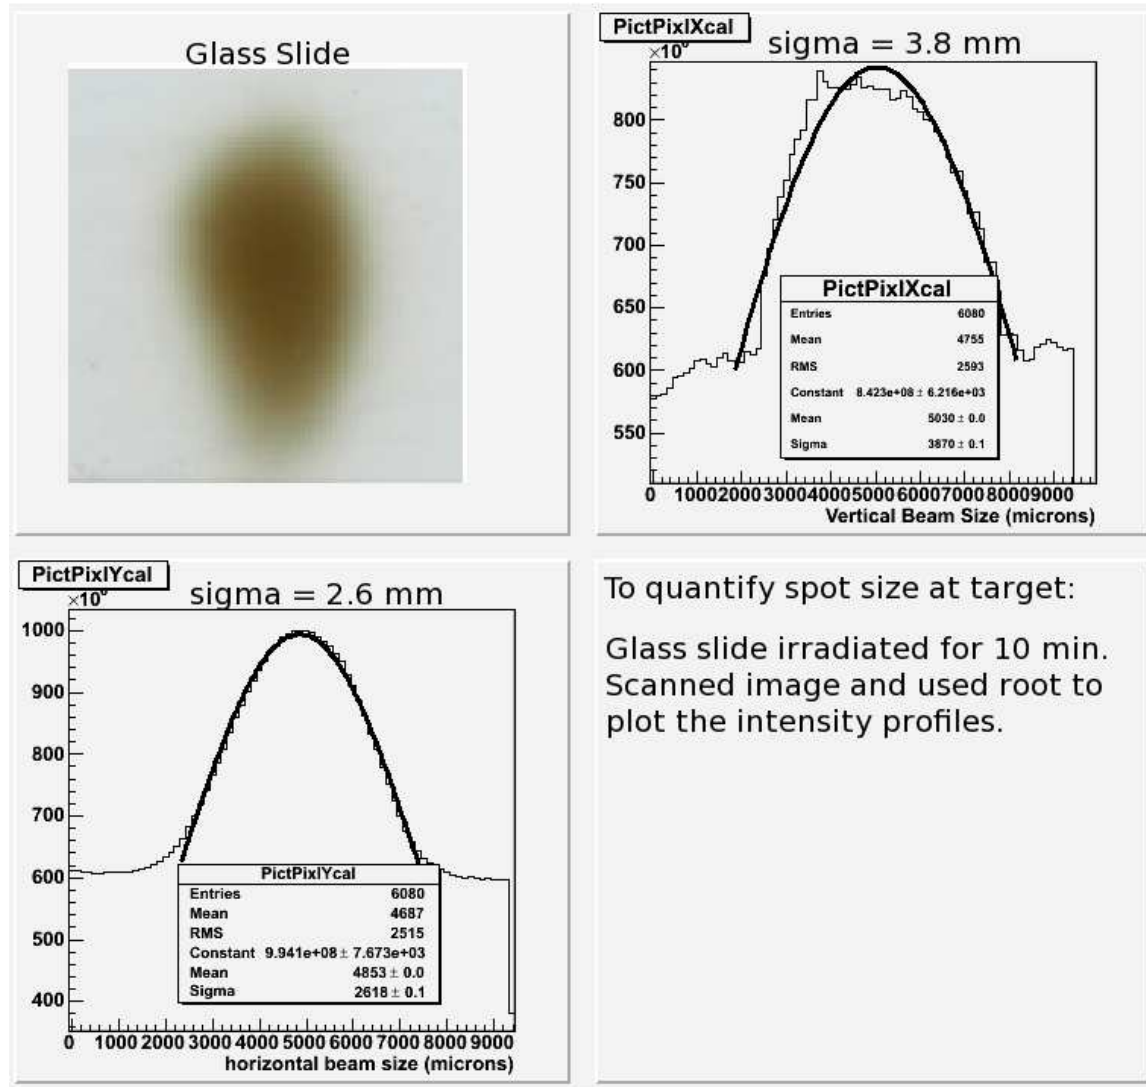 Glass Slide
PictPixlXcal
sigma = 3.8 mm
×10⁶
800
750
700
650
600
550
PictPixlXcal
Entries 6080
Mean 4755
RMS 2593
Constant 8.423e+08 ± 6.216e+03
Mean 5030 ± 0.0
Sigma 3870 ± 0.1
0 1000 2000 3000 4000 5000 6000 7000 8000 9000
Vertical Beam Size (microns)
PictPixlYcal
sigma = 2.6 mm
×10⁶
1000
900
800
700
600
500
400
PictPixlYcal
Entries 6080
Mean 4687
RMS 2515
Constant 9.941e+08 ± 7.673e+03
Mean 4853 ± 0.0
Sigma 2618 ± 0.1
0 1000 2000 3000 4000 5000 6000 7000 8000 9000
horizontal beam size (microns)
To quantify spot size at target:
Glass slide irradiated for 10 min.
Scanned image and used root to
plot the intensity profiles.